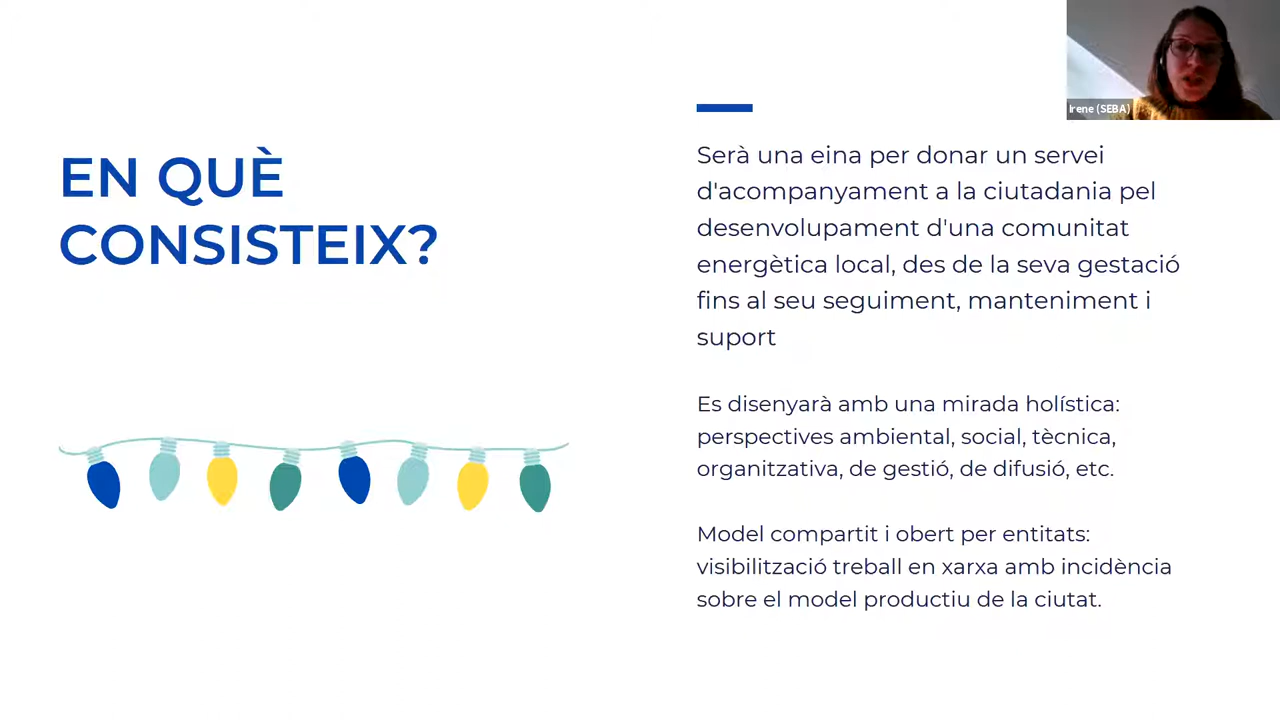 EN QUÈ
CONSISTEIX?
Irene (SEBA)
Serà una eina per donar un servei
d'acompanyament a la ciutadania pel
desenvolupament d'una comunitat
energètica local, des de la seva gestació
fins al seu seguiment, manteniment i
suport
Es disenyarà amb una mirada holística:
perspectives ambiental, social, tècnica,
organitzativa, de gestió, de difusió, etc.
Model compartit i obert per entitats:
visibilització treball en xarxa amb incidència
sobre el model productiu de la ciutat.